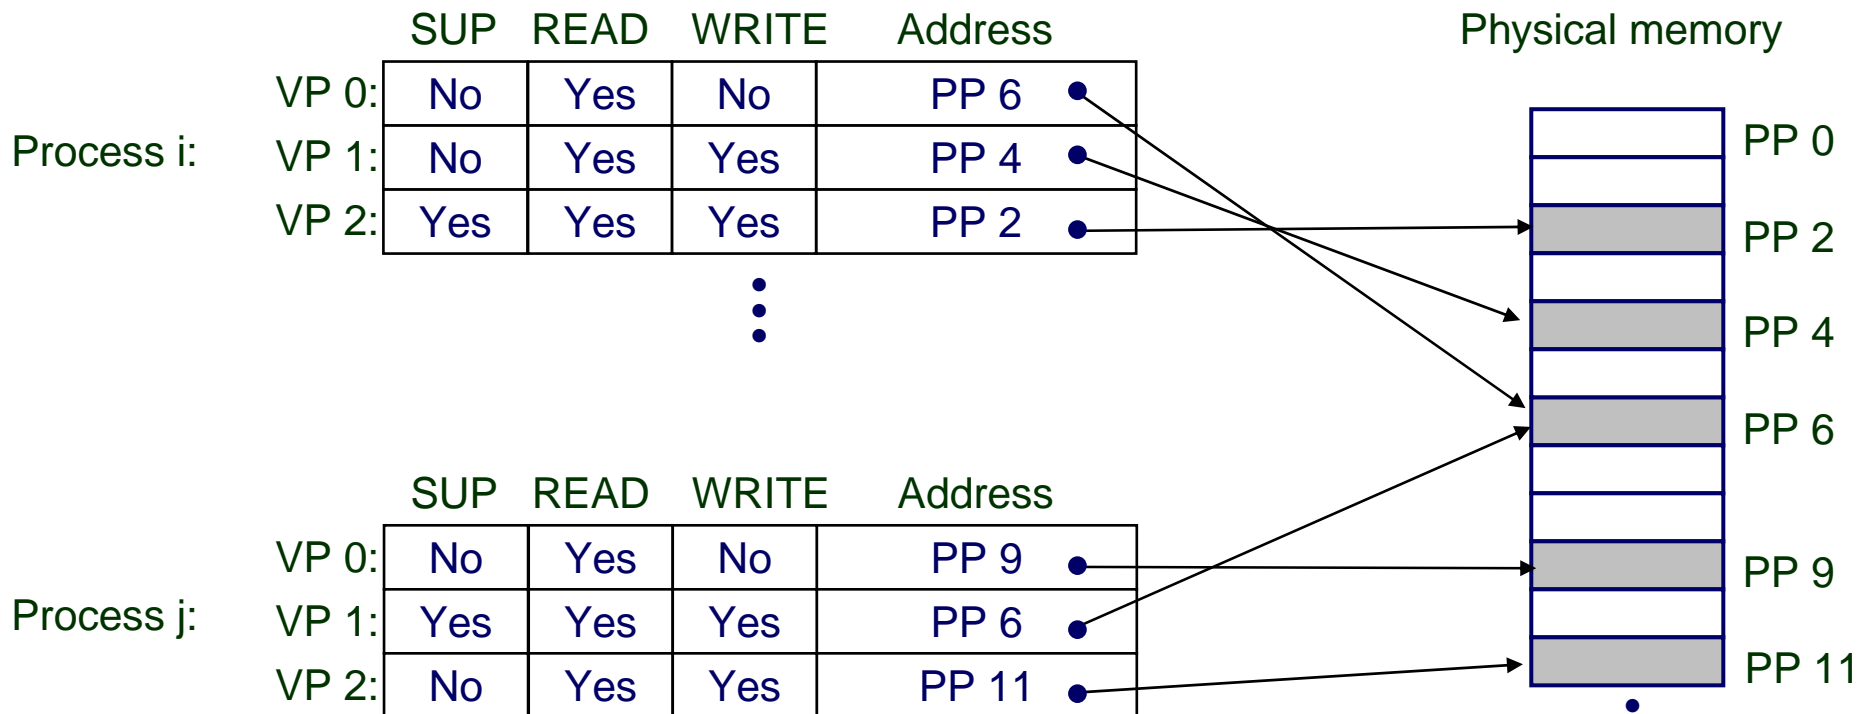 SUP READ WRITE Address Physical memory
VP 0: No Yes No PP 6
PP 0
Process i: VP 1: No Yes Yes PP 4
VP 2: Yes Yes Yes PP 2
PP 2
PP 4
PP 6
SUP READ WRITE Address
VP 0: No Yes No PP 9
PP 9
Process j: VP 1: Yes Yes Yes PP 6
VP 2: No Yes Yes PP 11
PP 11